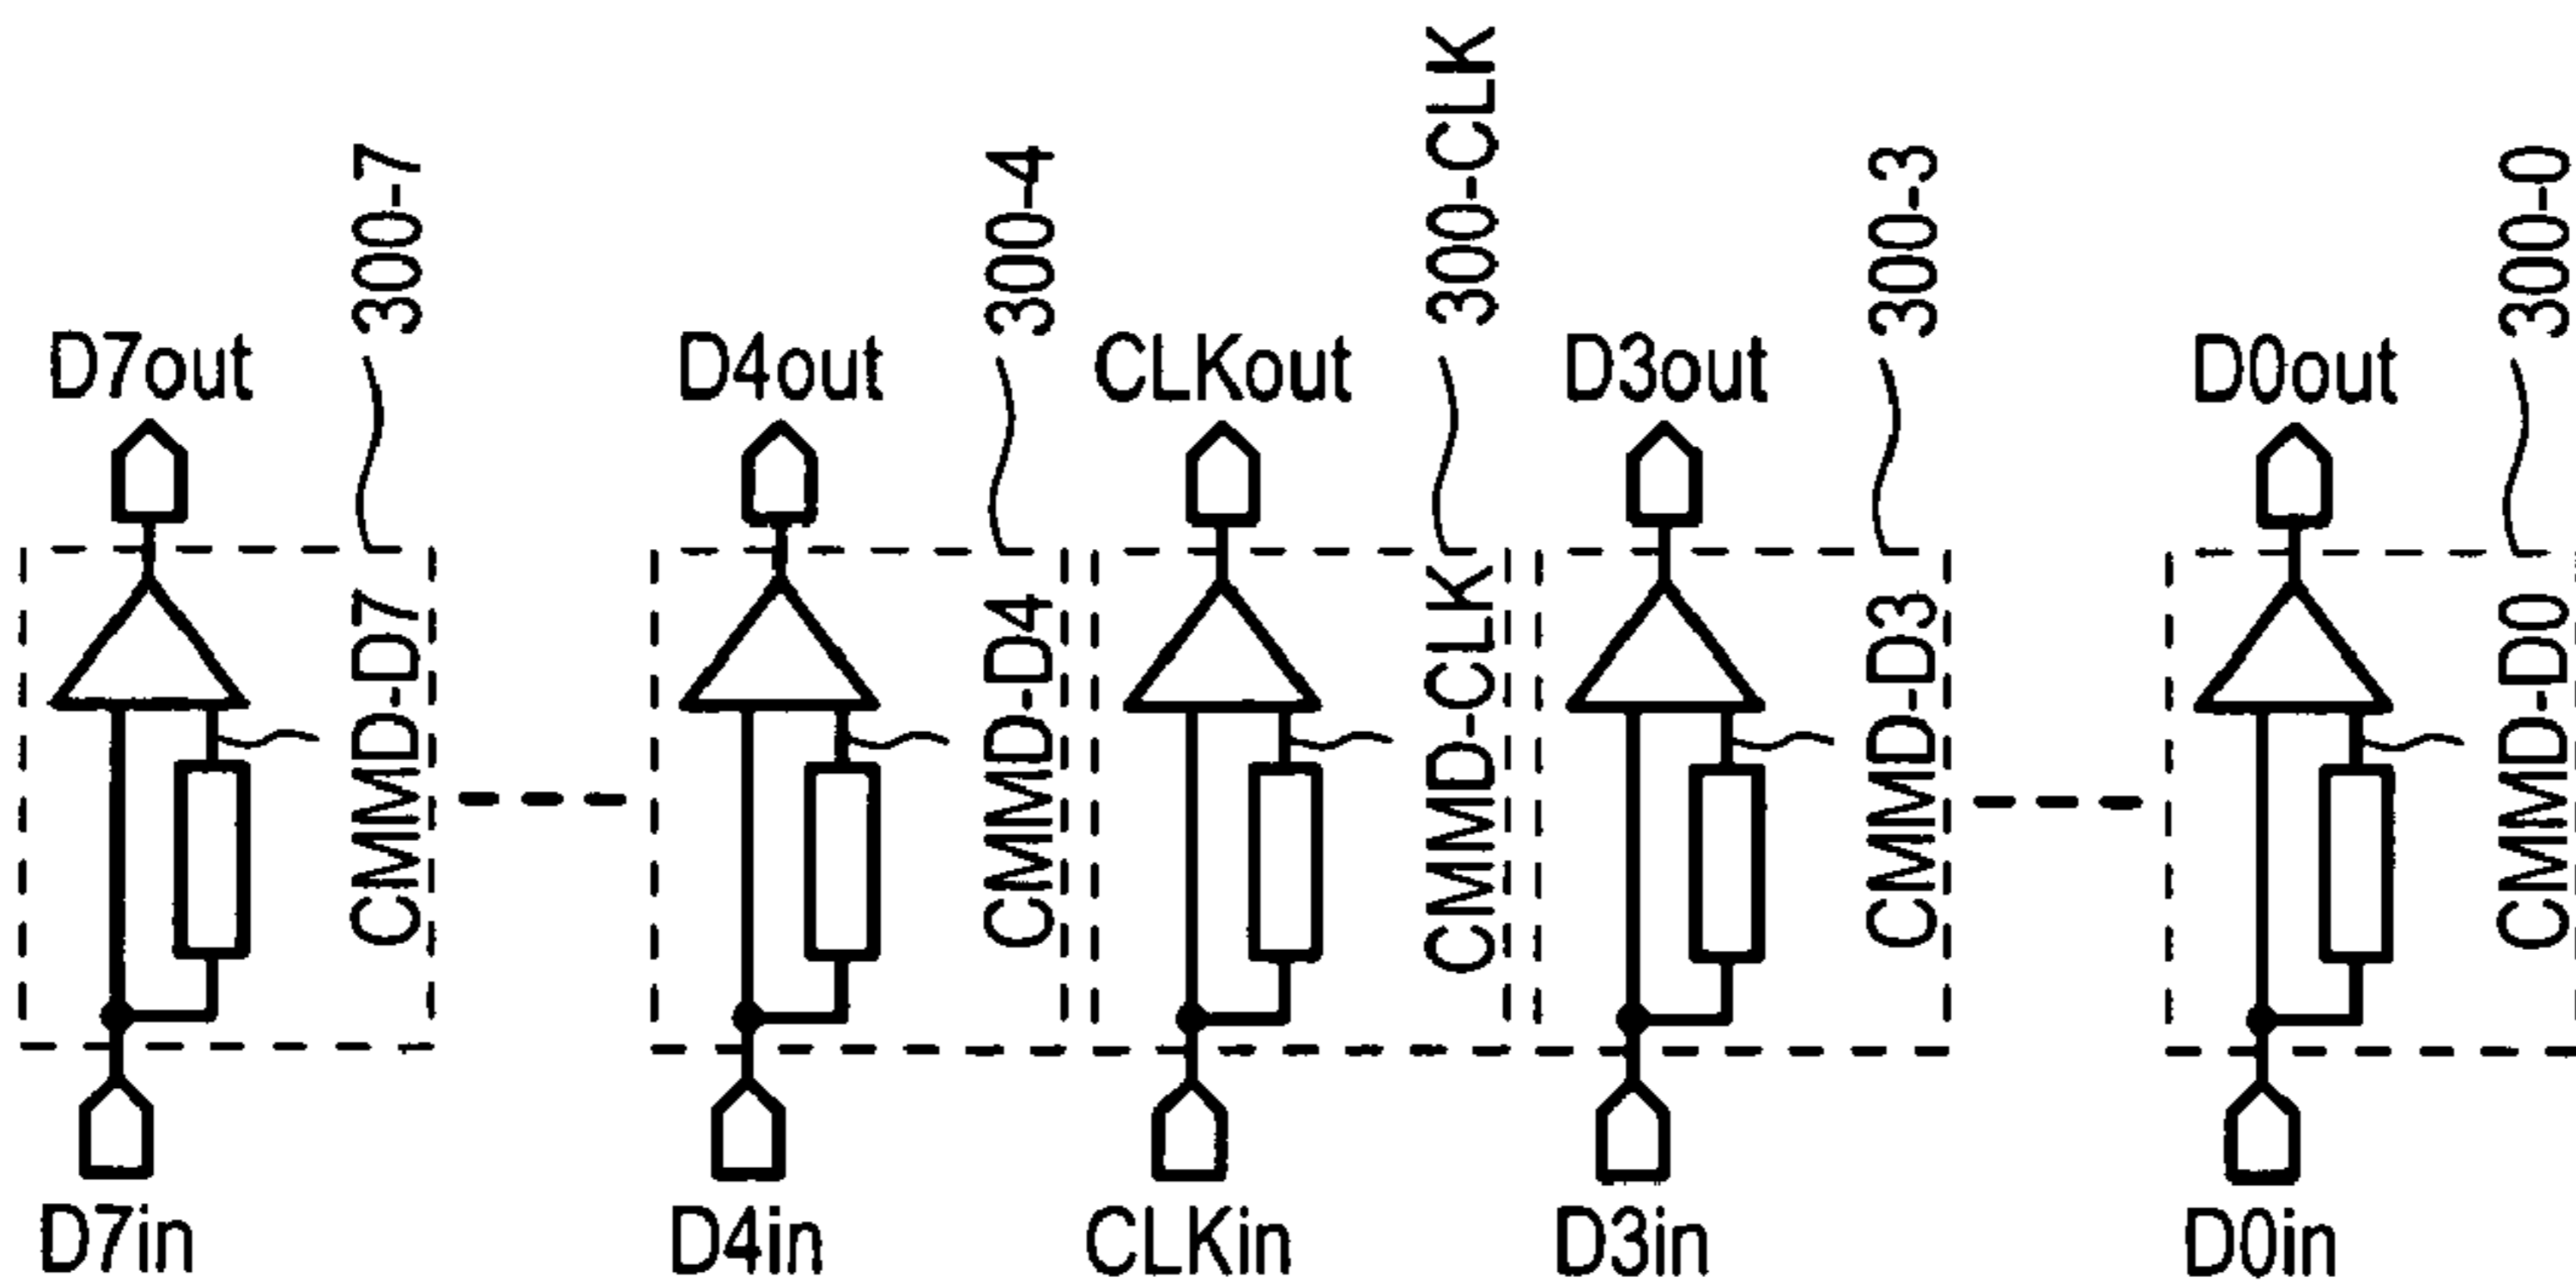 300-7
300-4
300-CLK
300-3
300-0
D7out
D4out
CLKout
D3out
D0out
CMMD-D7
CMMD-D4
CMMD-CLK
CMMD-D3
CMMD-D0
D7in
D4in
CLKin
D3in
D0in